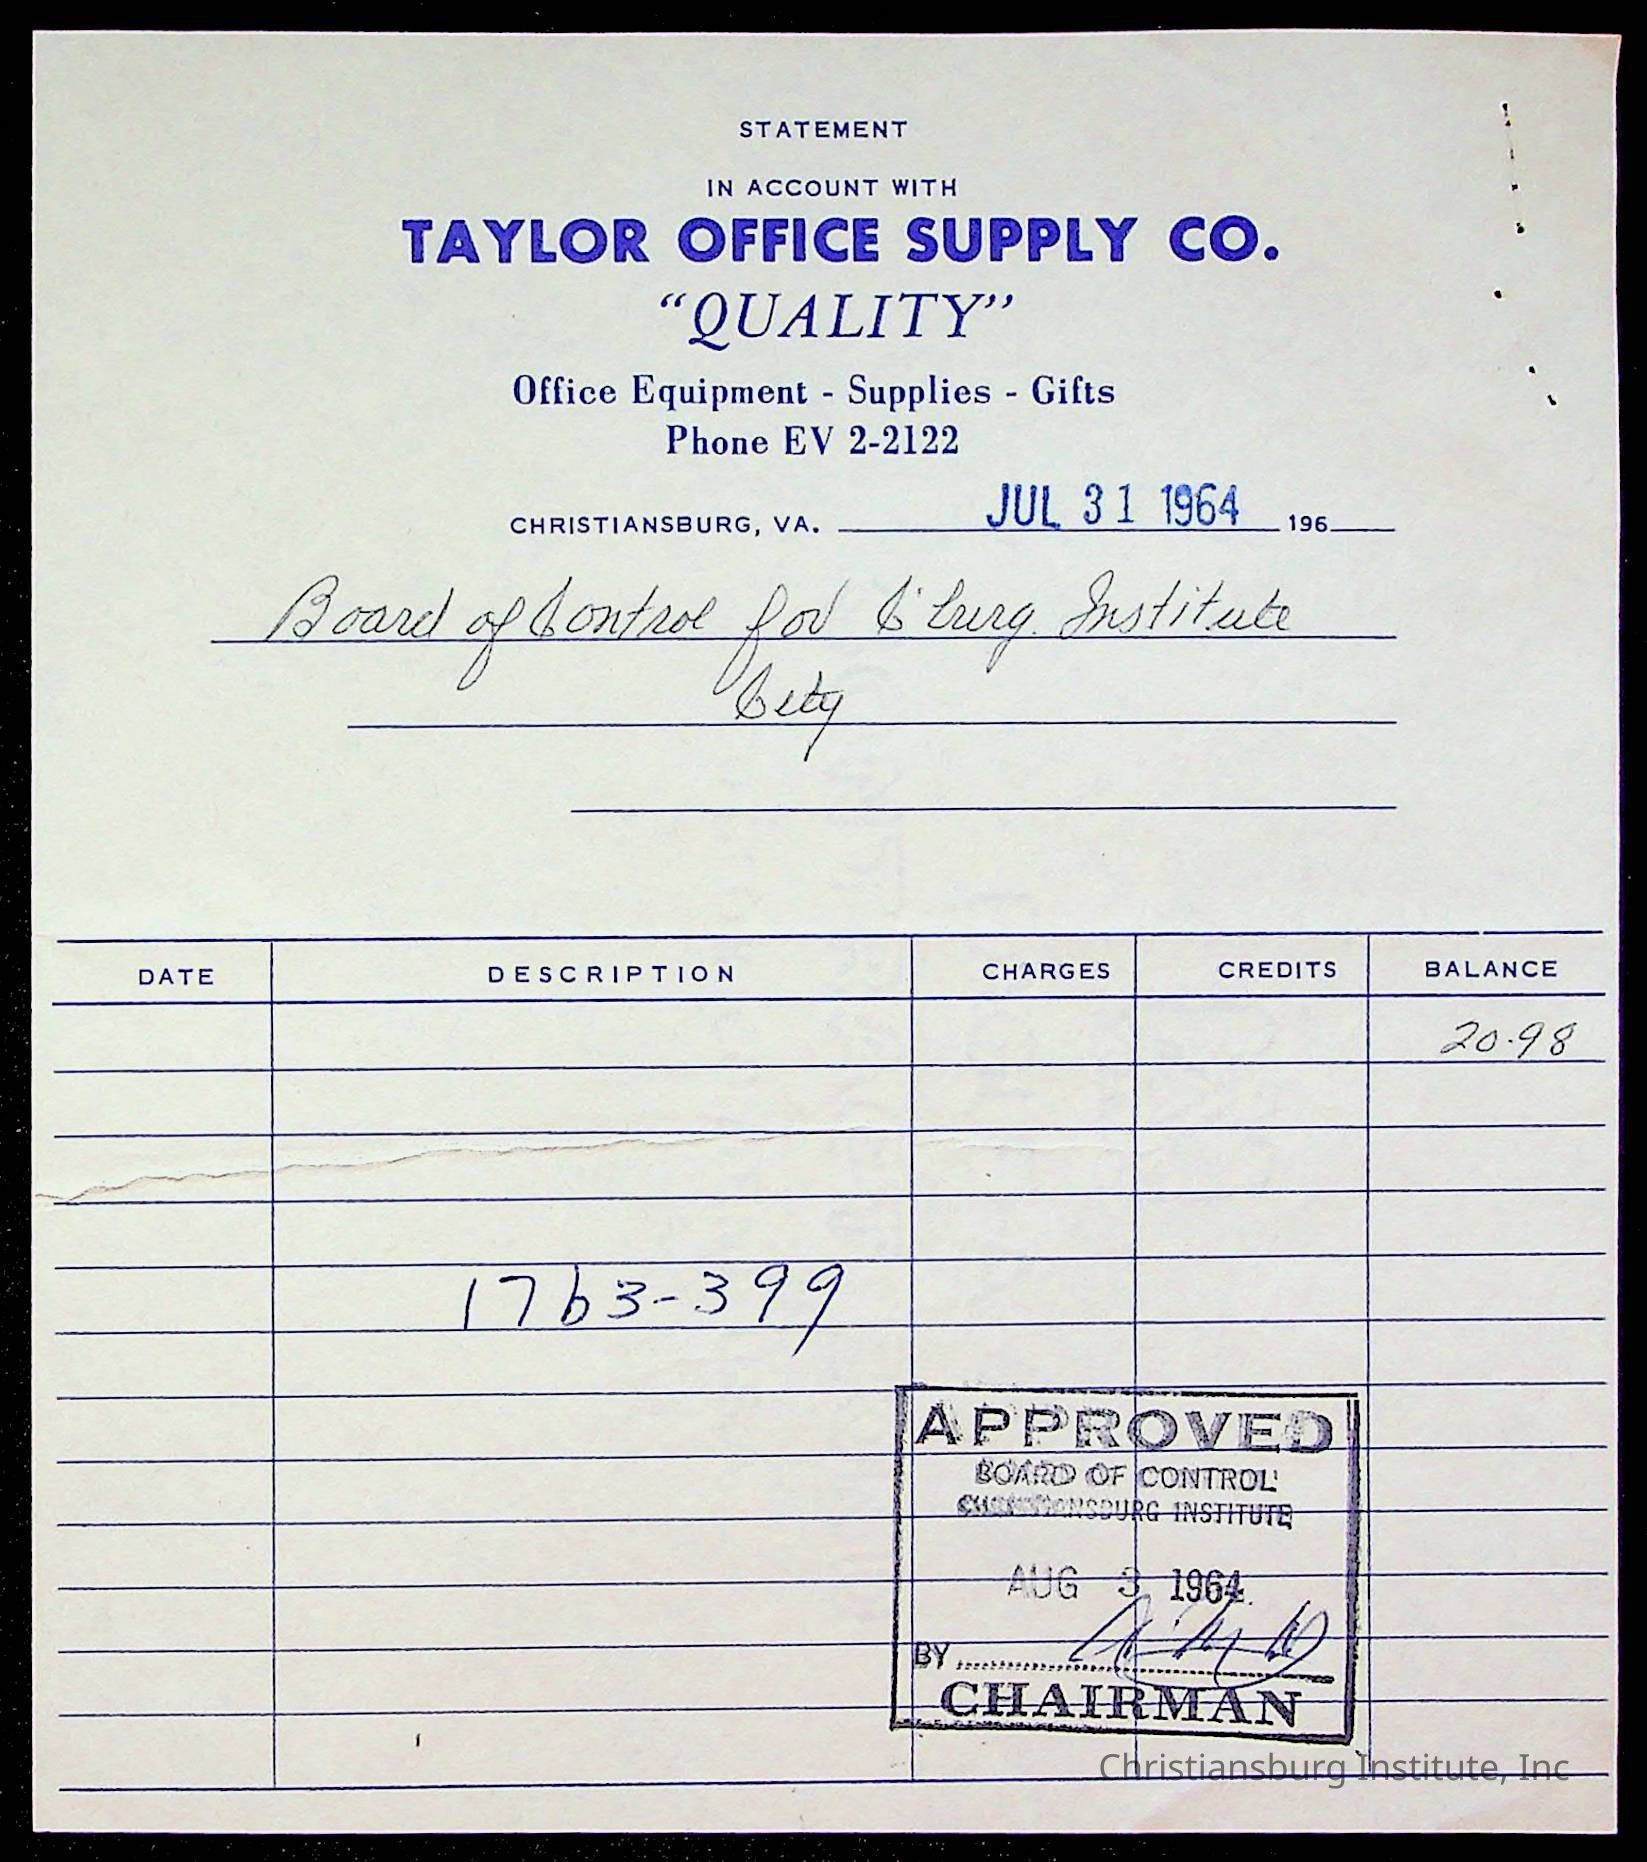 STATEMENT
IN ACCOUNT WITH
TAYLOR OFFICE SUPPLY CO.
“QUALITY”
Office Equipment - Supplies - Gifts
Phone EV 2-2122
CHRISTIANSBURG, VA. JUL 31 1964 196
Board of Control for C'burg. Institute
City
DATE DESCRIPTION CHARGES CREDITS BALANCE
20.98
1763-399
APPROVED
BOARD OF CONTROL
CHRISTIANSBURG INSTITUTE
AUG 3 1964
BY
CHAIRMAN
Christiansburg Institute, Inc